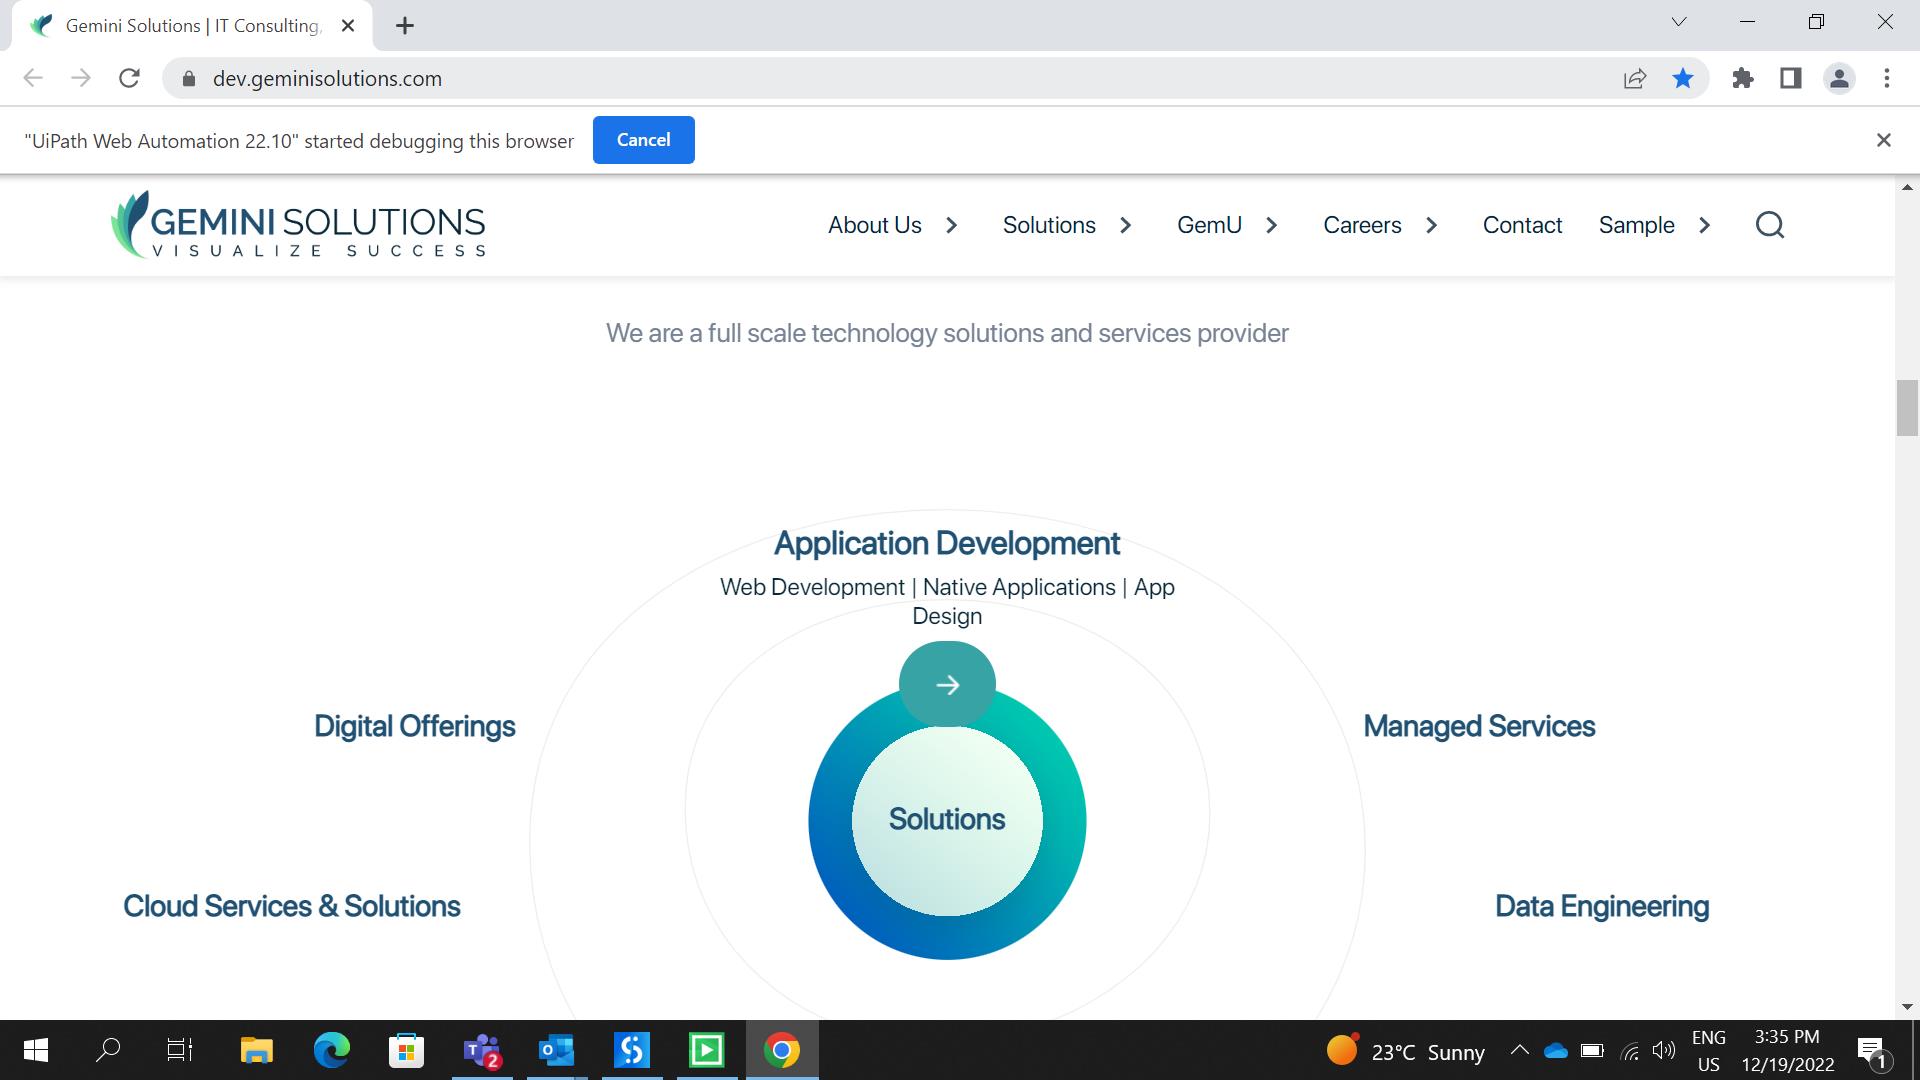 Gemini Solutions | IT Consulting,
dev.geminisolutions.com
"UiPath Web Automation 22.10" started debugging this browser Cancel
GEMINI SOLUTIONS
VISUALIZE SUCCESS
About Us Solutions GemU Careers Contact Sample
We are a full scale technology solutions and services provider
Application Development
Web Development | Native Applications | App
Design
Digital Offerings
Managed Services
Solutions
Cloud Services & Solutions
Data Engineering
23°C Sunny
ENG
US
3:35 PM
12/19/2022
2
1